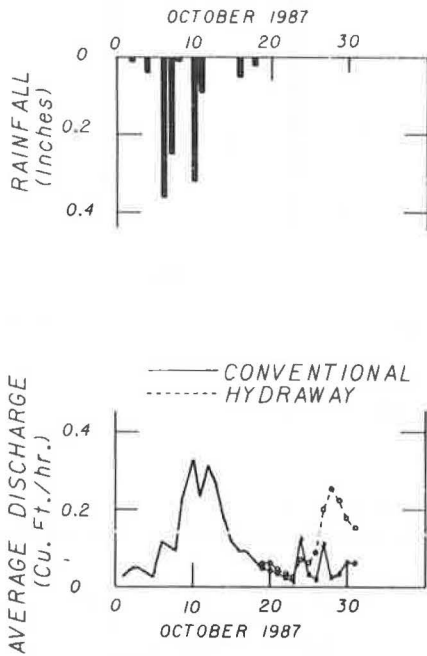 OCTOBER 1987
0 10 20 30
RAINFALL
(Inches)
0
0.2
0.4
CONVENTIONAL
HYDRAWAY
AVERAGE DISCHARGE
(Cu. Ft./hr.)
0.4
0.2
0
0 10 20 30
OCTOBER 1987